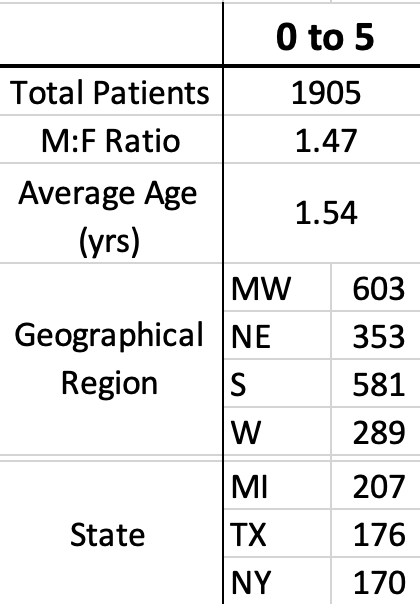 0 to 5
Total Patients 1905
M:F Ratio 1.47
Average Age
(yrs)
1.54
Geographical
Region
MW 603
NE 353
S 581
W 289
State
MI 207
TX 176
NY 170